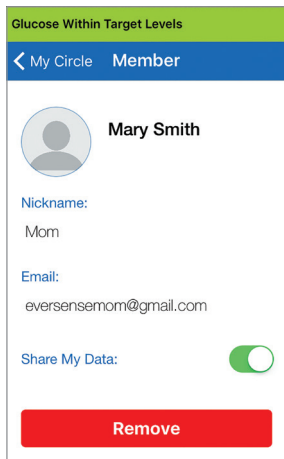 Glucose Within Target Levels
My Circle Member
Mary Smith
Nickname:
Mom
Email:
eversensemom@gmail.com
Share My Data:
Remove